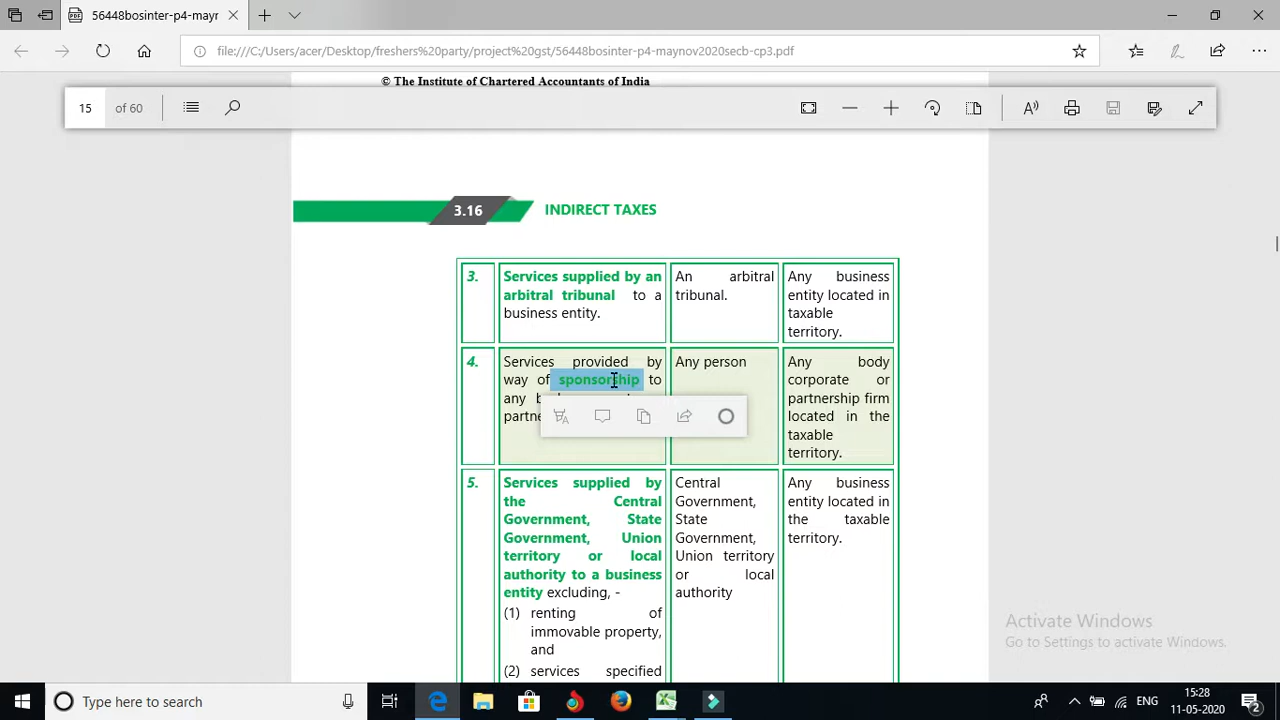 56448bosinter-p4-mayr
file:///C:/Users/acer/Desktop/freshers%20party/project%20gst/56448bosinter-p4-maynov2020secb-cp3.pdf
© The Institute of Chartered Accountants of India
15 of 60
3.16 INDIRECT TAXES
3. Services supplied by an An arbitral Any business
arbitral tribunal to a tribunal. entity located in
business entity. taxable
territory.
4. Services provided by Any person Any body
way of sponsorship to corporate or
any partnership firm
located in the
taxable
territory.
5. Services supplied by Central Any business
the Central Government, entity located in
Government, State State the taxable
Government, Union Government, territory.
territory or local Union territory
authority to a business or local
entity excluding, - authority
(1) renting of
immovable property,
and
(2) services specified
Activate Windows
Go to Settings to activate Windows.
Type here to search
ENG
15:28
11-05-2020
2